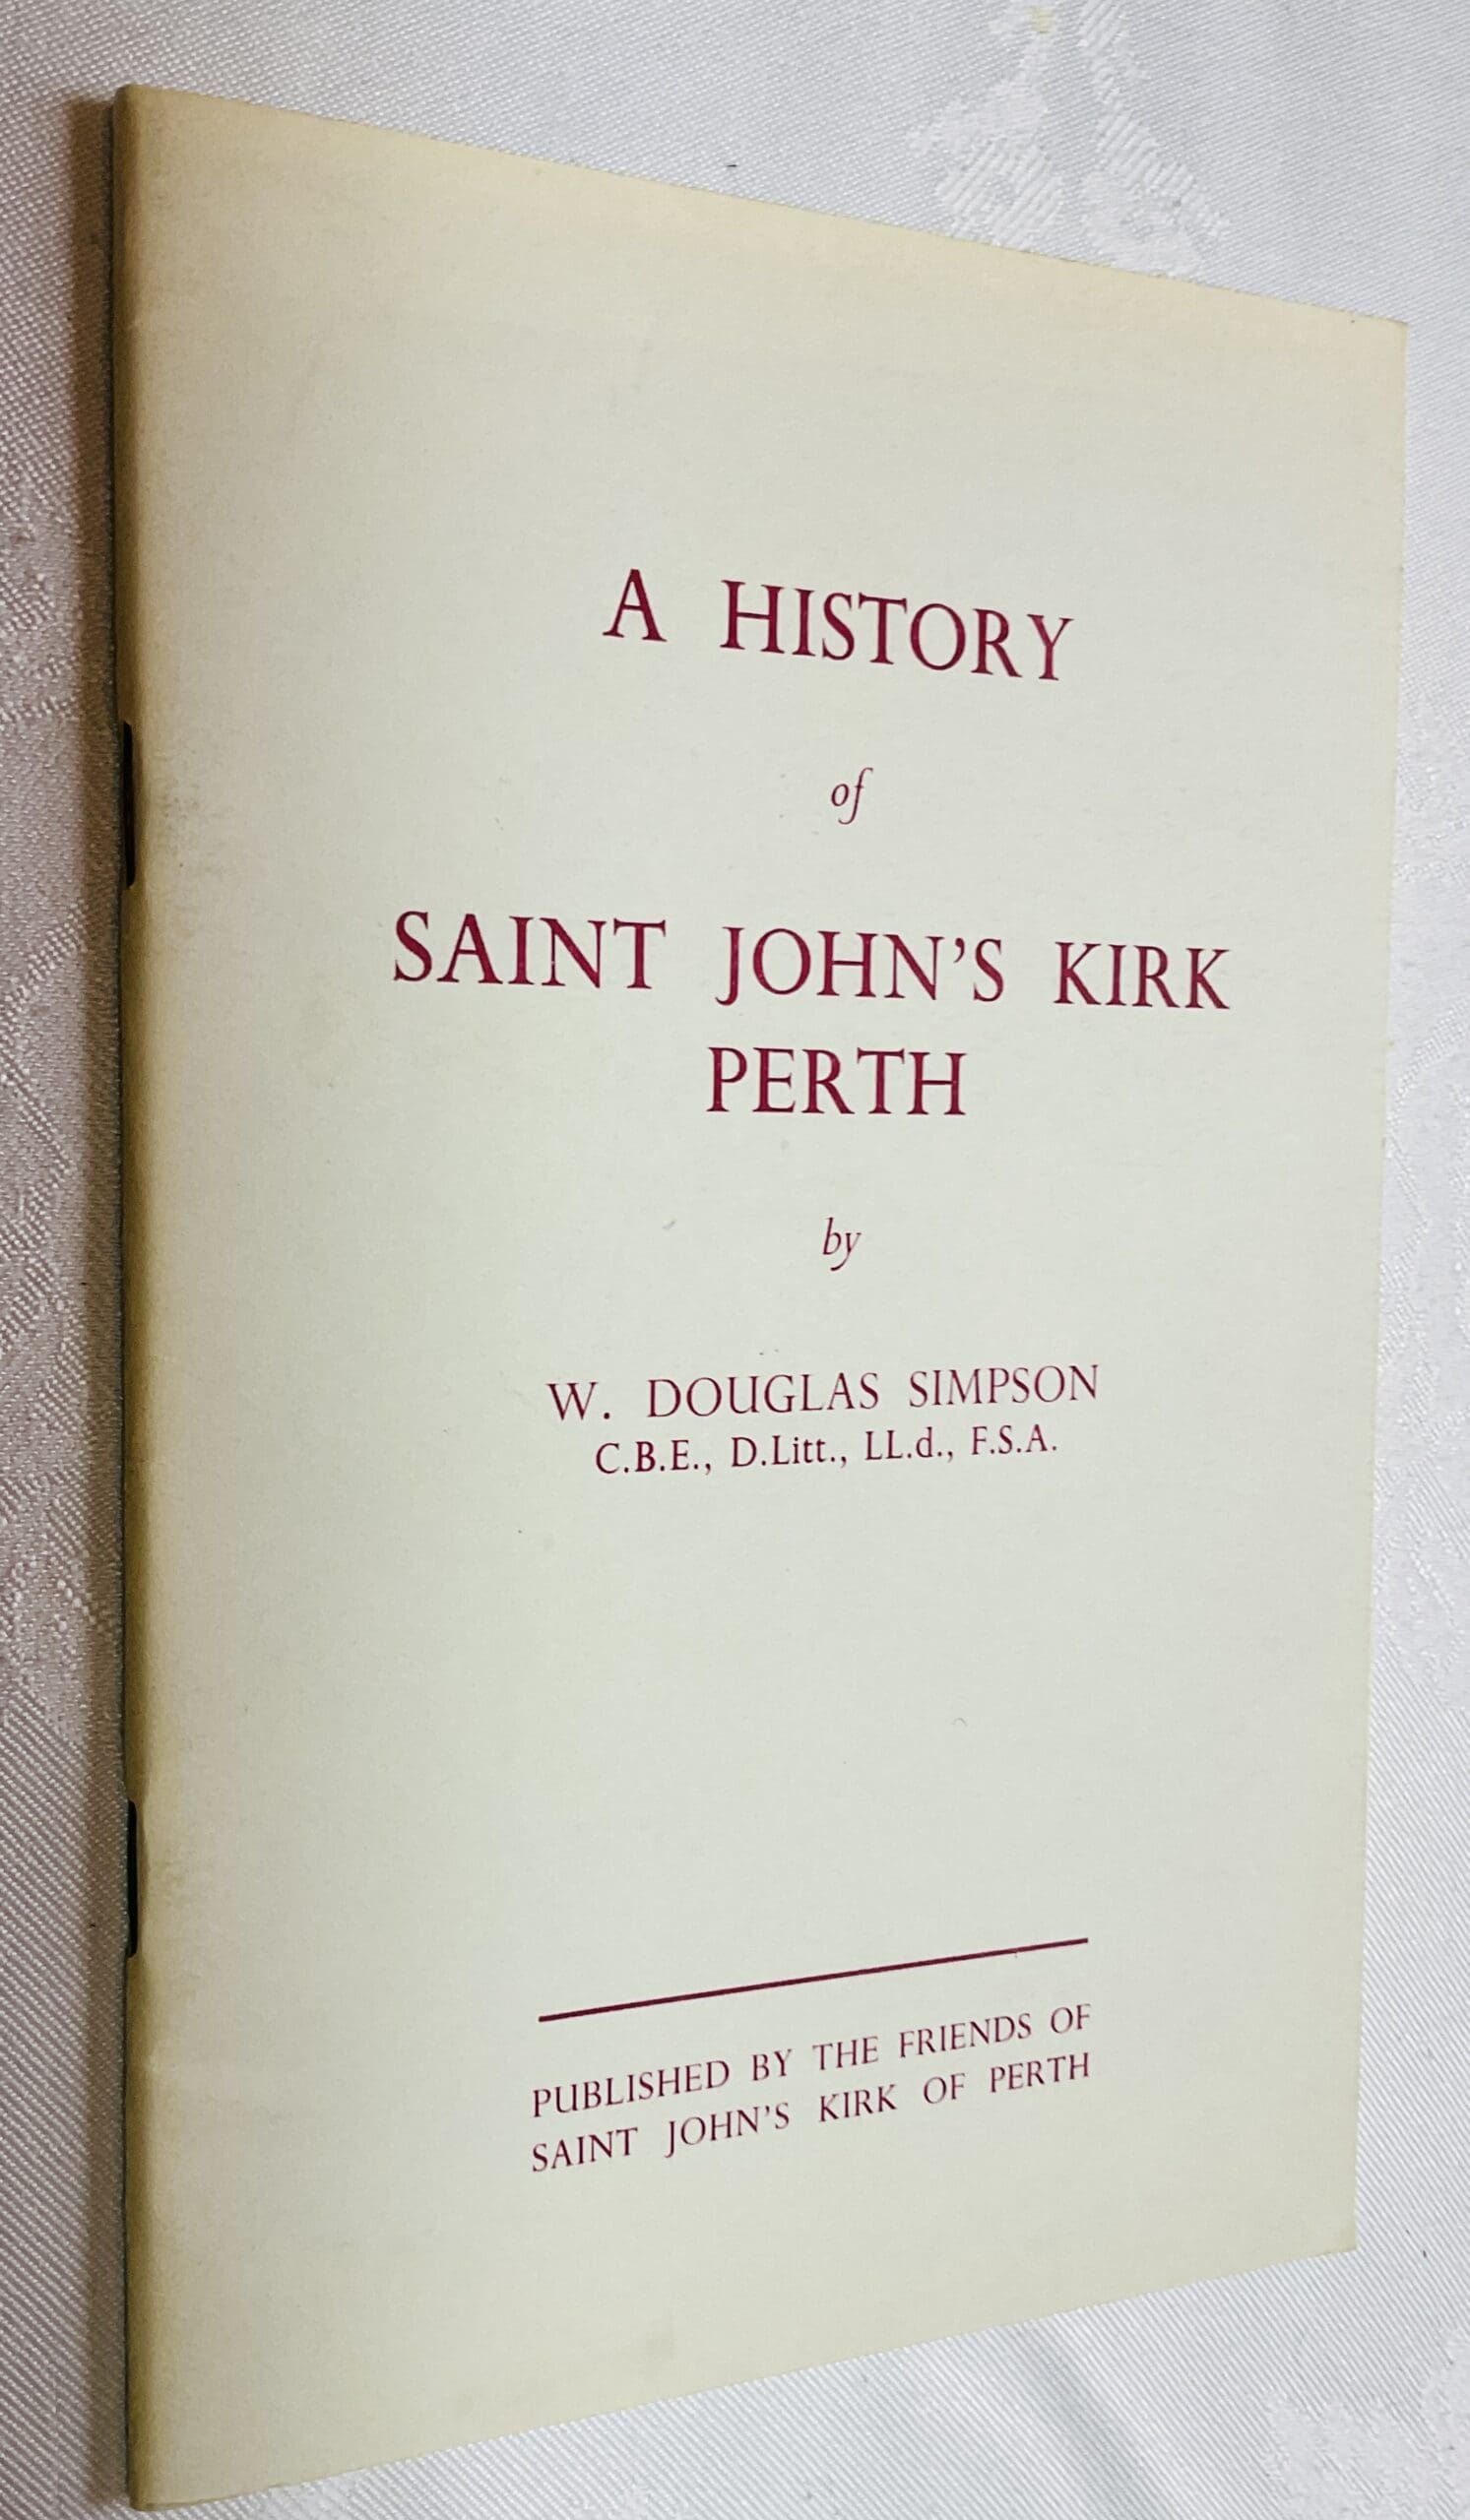 A HISTORY
of
SAINT JOHN'S KIRK
PERTH
by
W. DOUGLAS SIMPSON
C.B.E., D.Litt., LL.d., F.S.A.
PUBLISHED BY THE FRIENDS OF
SAINT JOHN'S KIRK OF PERTH